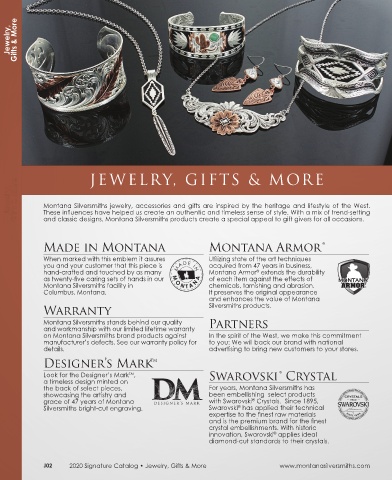 Jewelry,
Gifts & More
JEWELRY, GIFTS & MORE
Montana Silversmiths jewelry, accessories and gifts are inspired by the heritage and lifestyle of the West.
These influences have helped us create an authentic and timeless sense of style. With a mix of trend-setting
and classic designs, Montana Silversmiths products create a special appeal to gift givers for all occasions.
MADE IN MONTANA
When marked with this emblem it assures
you and your customer that this piece is
hand-crafted and touched by as many
as twenty-five caring sets of hands in our
Montana Silversmiths facility in
Columbus, Montana.
MADE IN
MONTANA
WARRANTY
Montana Silversmiths stands behind our quality
and workmanship with our limited lifetime warranty
on Montana Silversmiths brand products against
manufacturer's defects. See our warranty policy for
details.
DESIGNER'S MARK™
Look for the Designer's Mark™,
a timeless design minted on
the back of select pieces,
showcasing the artistry and
grace of 47 years of Montana
Silversmiths bright-cut engraving.
DM
DESIGNER'S MARK
MONTANA ARMOR®
Utilizing state of the art techniques
acquired from 47 years in business,
Montana Armor® extends the durability
of each item against the effects of
chemicals, tarnishing and abrasion.
It preserves the original appearance
and enhances the value of Montana
Silversmiths products.
MONTANA
ARMOR
PARTNERS
In the spirit of the West, we make this commitment
to you: We will back our brand with national
advertising to bring new customers to your stores.
SWAROVSKI® CRYSTAL
For years, Montana Silversmiths has
been embellishing select products
with Swarovski® Crystals. Since 1895,
Swarovski® has applied their technical
expertise to the finest raw materials
and is the premium brand for the finest
crystal embellishments. With historic
innovation, Swarovski® applies ideal
diamond-cut standards to their crystals.
SWAROVSKI
302 2020 Signature Catalog • Jewelry, Gifts & More
www.montanasilversmiths.com